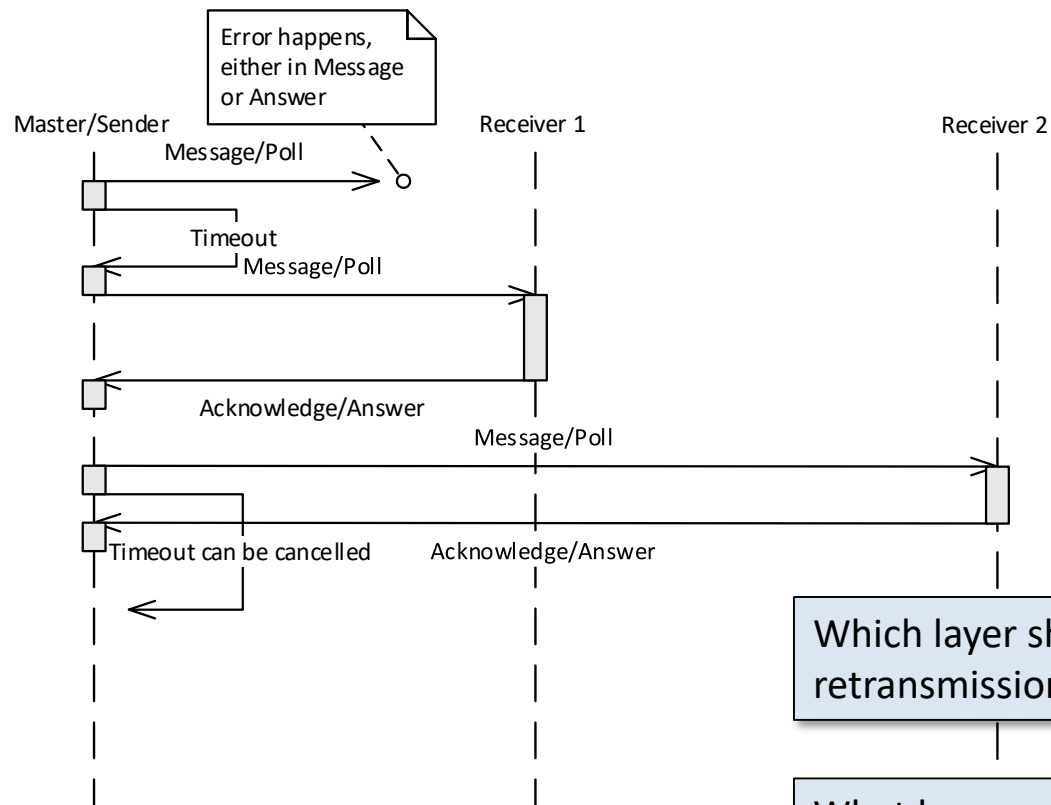 Error happens,
either in Message
or Answer
Master/Sender
Receiver 1
Receiver 2
Message/Poll
Timeout
Message/Poll
Acknowledge/Answer
Message/Poll
Timeout can be cancelled
Acknowledge/Answer
Which layer
retransmission